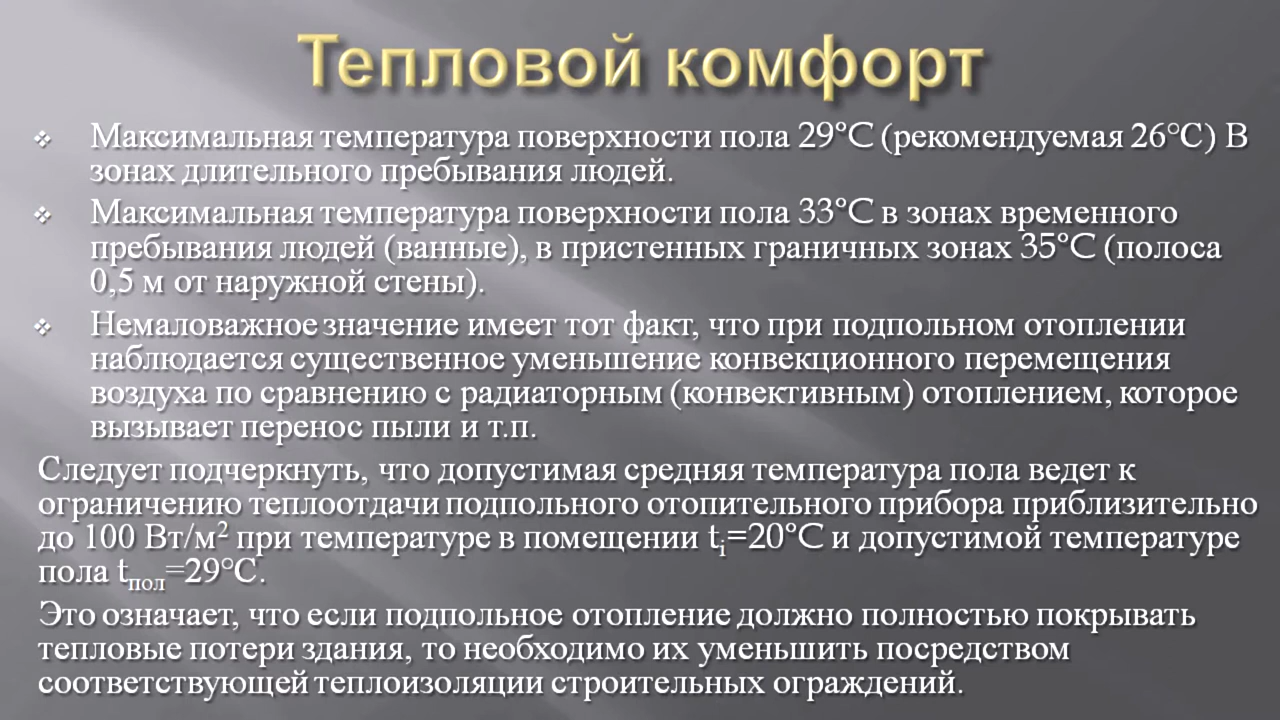 Тепловой комфорт
❖ Максимальная температура поверхности пола 29°С (рекомендуемая 26°С) В
зонах длительного пребывания людей.
❖ Максимальная температура поверхности пола 33°С в зонах временного
пребывания людей (ванные), в пристенных граничных зонах 35°С (полоса
0,5 м от наружной стены).
❖ Немаловажное значение имеет тот факт, что при подпольном отоплении
наблюдается существенное уменьшение конвекционного перемещения
воздуха по сравнению с радиаторным (конвективным) отоплением, которое
вызывает перенос пыли и т.п.
Следует подчеркнуть, что допустимая средняя температура пола ведет к
ограничению теплоотдачи подпольного отопительного прибора приблизительно
до 100 Вт/м² при температуре в помещении tᵢ=20°С и допустимой температуре
пола tпол=29°С.
Это означает, что если подпольное отопление должно полностью покрывать
тепловые потери здания, то необходимо их уменьшить посредством
соответствующей теплоизоляции строительных ограждений.